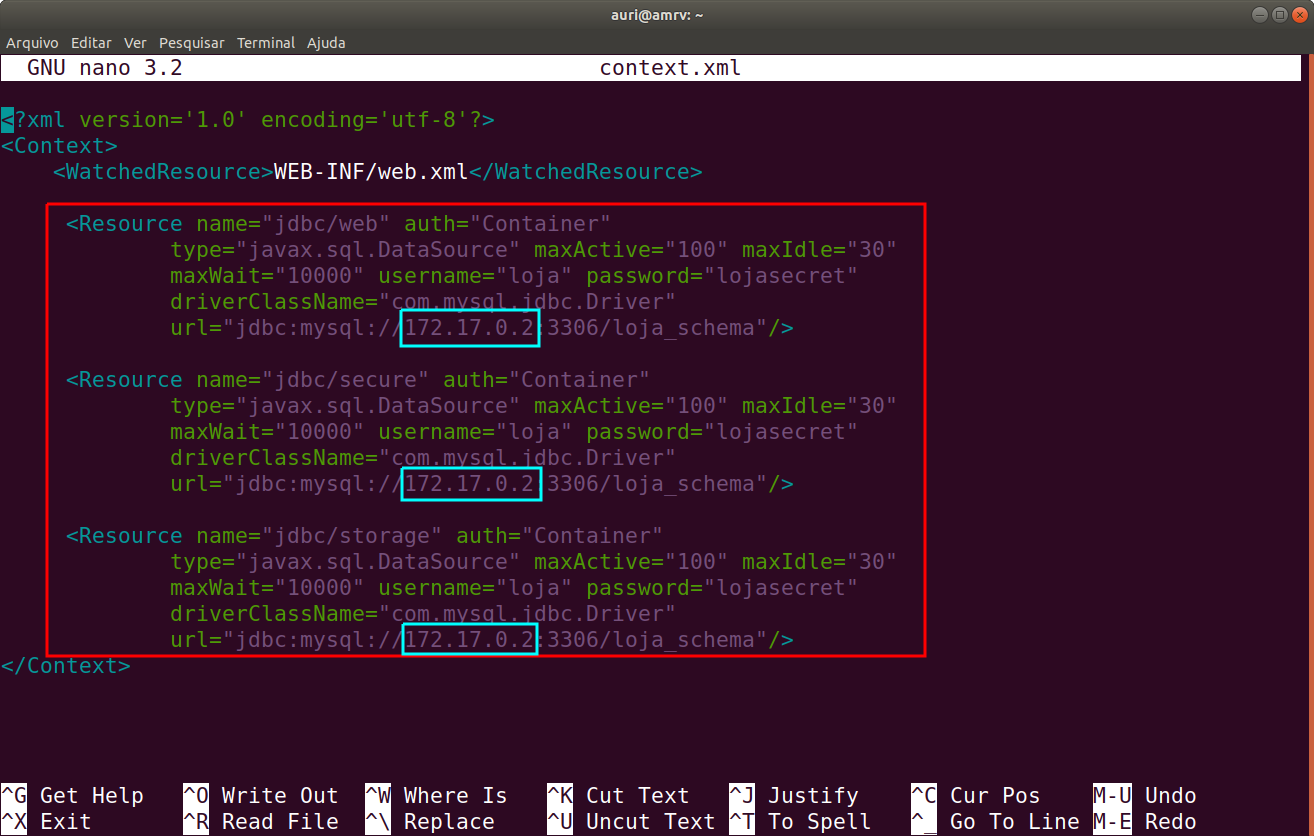 auri@amrv: ~
Arquivo Editar Ver Pesquisar Terminal Ajuda
GNU nano 3.2 context.xml
<?xml version='1.0' encoding='utf-8'?>
<Context>
    <WatchedResource>WEB-INF/web.xml</WatchedResource>
     <Resource name="jdbc/web" auth="Container"
             type="javax.sql.DataSource" maxActive="100" maxIdle="30"
             maxWait="10000" username="loja" password="lojasecret"
             driverClassName="com.mysql.jdbc.Driver"
             url="jdbc:mysql://172.17.0.2:3306/loja_schema"/>
     <Resource name="jdbc/secure" auth="Container"
             type="javax.sql.DataSource" maxActive="100" maxIdle="30"
             maxWait="10000" username="loja" password="lojasecret"
             driverClassName="com.mysql.jdbc.Driver"
             url="jdbc:mysql://172.17.0.2:3306/loja_schema"/>
     <Resource name="jdbc/storage" auth="Container"
             type="javax.sql.DataSource" maxActive="100" maxIdle="30"
             maxWait="10000" username="loja" password="lojasecret"
             driverClassName="com.mysql.jdbc.Driver"
             url="jdbc:mysql://172.17.0.2:3306/loja_schema"/>
</Context>
^G Get Help ^O Write Out ^W Where Is ^K Cut Text ^J Justify ^C Cur Pos M-U Undo
^X Exit ^R Read File ^\ Replace ^U Uncut Text ^T To Spell ^_ Go To Line M-E Redo